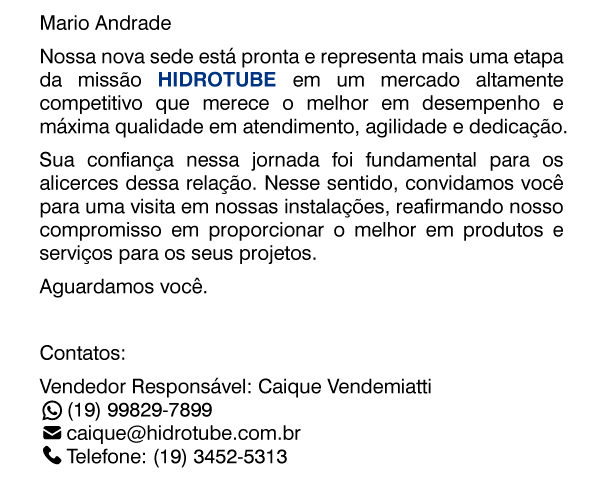 Mario Andrade
Nossa nova sede está pronta e representa mais uma etapa
da missão HIDROTUBE em um mercado altamente
competitivo que merece o melhor em desempenho e
máxima qualidade em atendimento, agilidade e dedicação.
Sua confiança nessa jornada foi fundamental para os
alicerces dessa relação. Nesse sentido, convidamos você
para uma visita em nossas instalações, reafirmando nosso
compromisso em proporcionar o melhor em produtos e
serviços para os seus projetos.
Aguardamos você.
Contatos:
Vendedor Responsável: Caique Vendemiatti
(19) 99829-7899
caique@hidrotube.com.br
Telefone: (19) 3452-5313